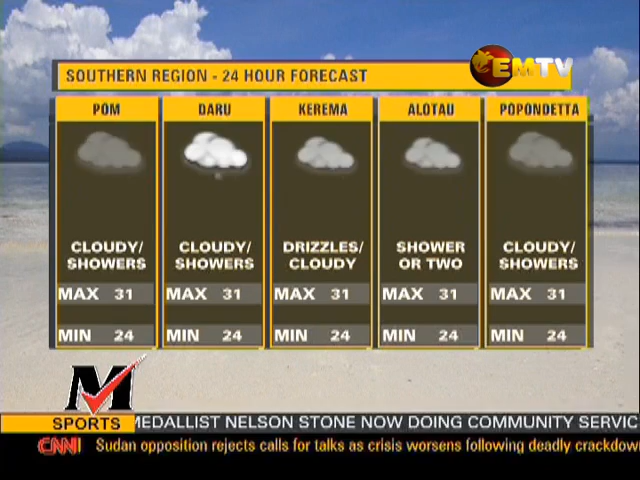 EMTV
SOUTHERN REGION - 24 HOUR FORECAST
POM DARU KEREMA ALOTAU POPONDETTA
CLOUDY/ CLOUDY/ DRIZZLES/ SHOWER CLOUDY/
SHOWERS SHOWERS CLOUDY OR TWO SHOWERS
MAX 31 MAX 31 MAX 31 MAX 31 MAX 31
MIN 24 MIN 24 MIN 24 MIN 24 MIN 24
M
SPORTS MEDALLIST NELSON STONE NOW DOING COMMUNITY SERVIC
CNN Sudan opposition rejects calls for talks as crisis worsens following deadly crackdown